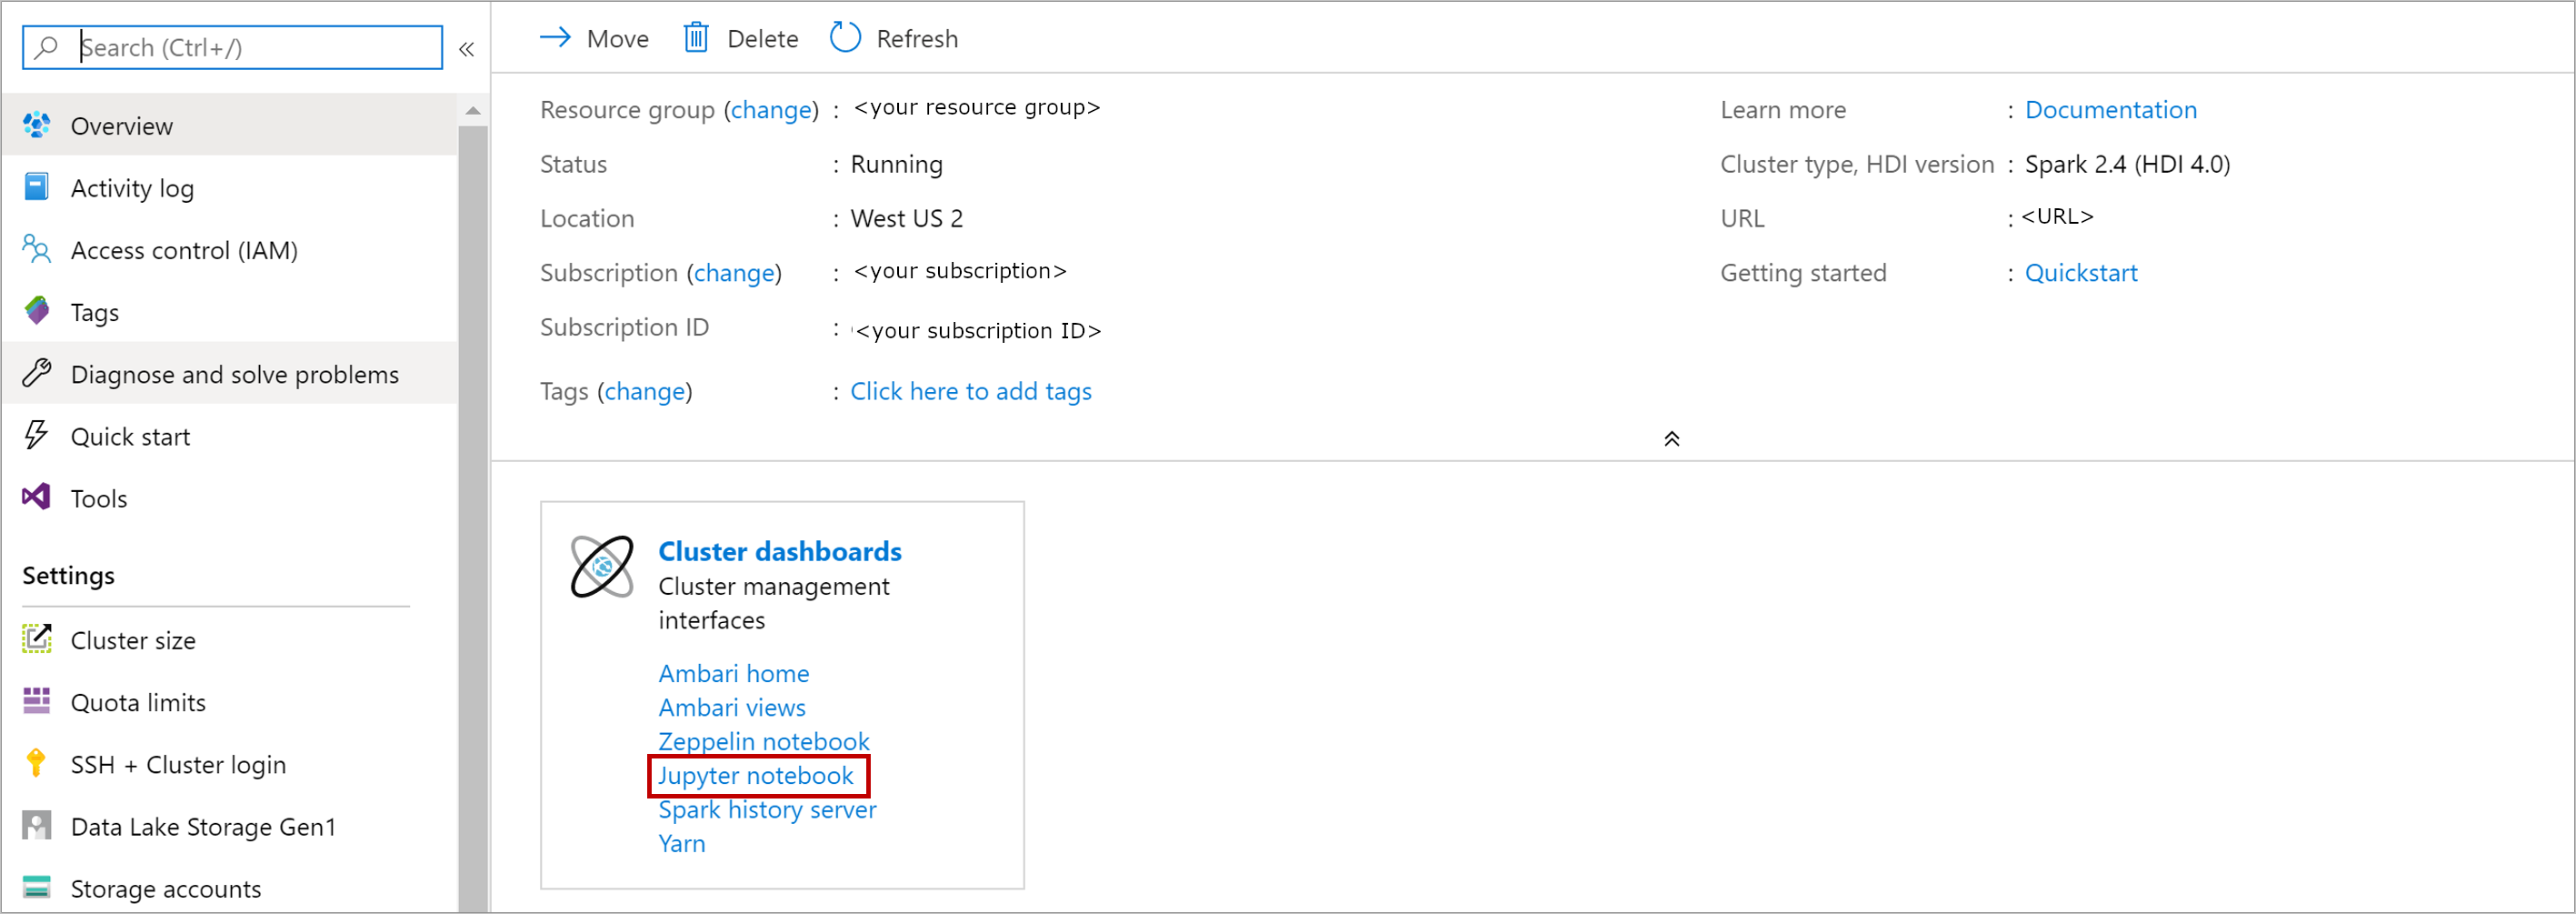 Search (Ctrl+/)
«
Overview
Activity log
Access control (IAM)
Tags
Diagnose and solve problems
Quick start
Tools
Settings
Cluster size
Quota limits
SSH + Cluster login
Data Lake Storage Gen1
Storage accounts
Move Delete Refresh
Resource group (change) : <your resource group>
Status : Running
Location : West US 2
Subscription (change) : <your subscription>
Subscription ID : <your subscription ID>
Tags (change) : Click here to add tags
Learn more : Documentation
Cluster type, HDI version : Spark 2.4 (HDI 4.0)
URL : <URL>
Getting started : Quickstart
Cluster dashboards
Cluster management
interfaces
Ambari home
Ambari views
Zeppelin notebook
Jupyter notebook
Spark history server
Yarn